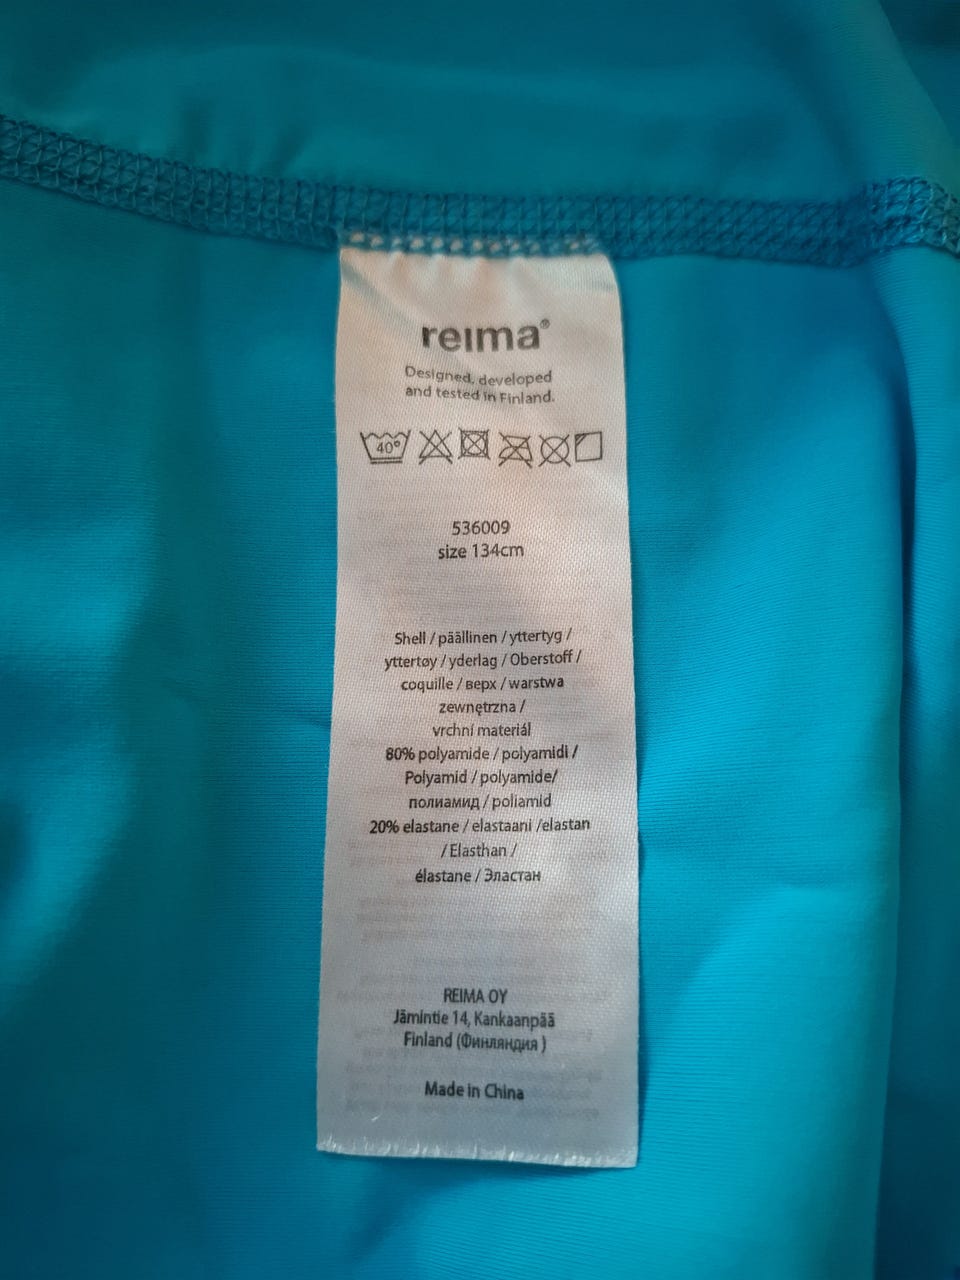 reima®
Designed, developed
and tested in Finland.
40°
536009
size 134cm
Shell / päällinen / yttertyg /
yttertøy / yderlag / Oberstoff /
coquille / верх / warstwa
zewnętrzna /
vrchní materiál
80% polyamide / polyamidi /
Polyamid / polyamide/
полиамид / poliamid
20% elastane / elastaani /elastan
/ Elasthan /
élastane / Эластан
REIMA OY
Jämintie 14, Kankaanpää
Finland (Финляндия )
Made in China